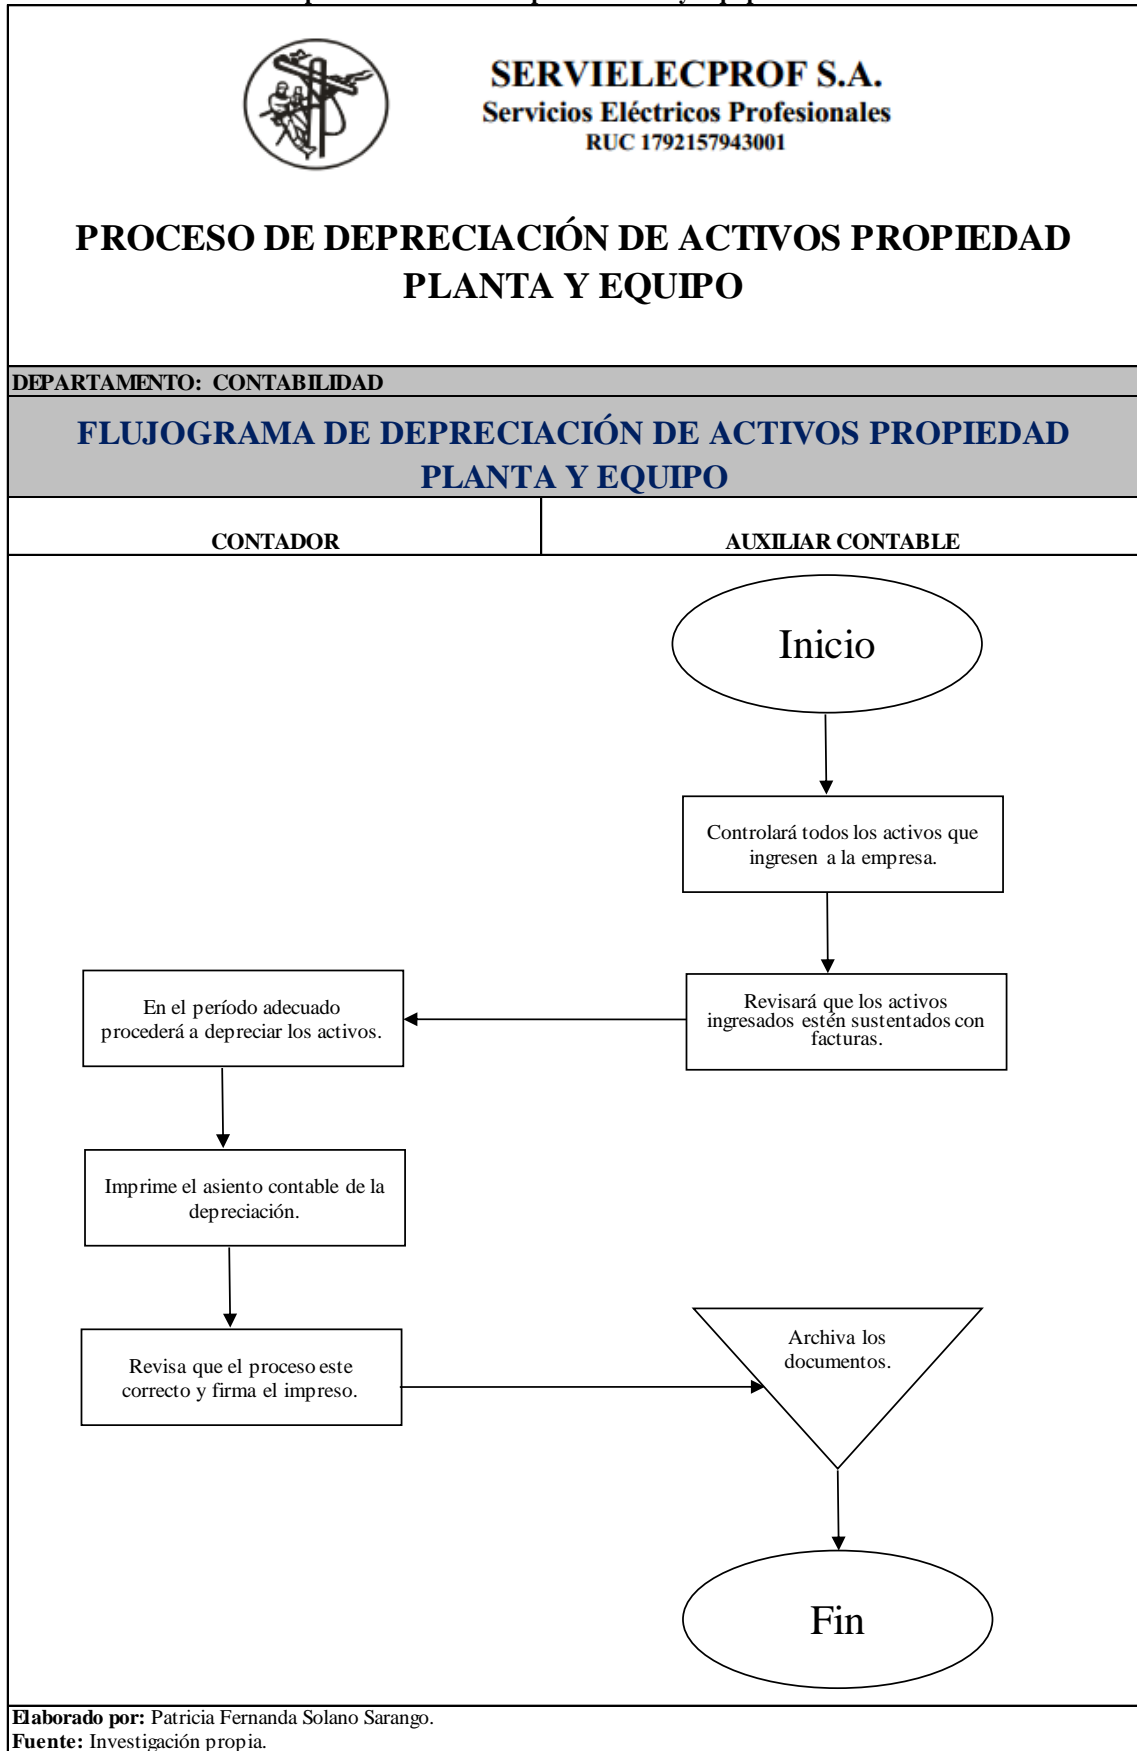 SERVIELECPROF S.A.
Servicios Eléctricos Profesionales
RUC 1792157943001
PROCESO DE DEPRECIACIÓN DE ACTIVOS PROPIEDAD
PLANTA Y EQUIPO
DEPARTAMENTO: CONTABILIDAD
FLUJOGRAMA DE DEPRECIACIÓN DE ACTIVOS PROPIEDAD
PLANTA Y EQUIPO
CONTADOR
AUXILIAR CONTABLE
Inicio
Controlará todos los activos que
ingresen a la empresa.
Revisará que los activos
ingresados estén sustentados con
facturas.
En el período adecuado
procederá a depreciar los activos.
Imprime el asiento contable de la
depreciación.
Revisa que el proceso este
correcto y firma el impreso.
Archiva los
documentos.
Fin
Elaborado por: Patricia Fernanda Solano Sarango.
Fuente: Investigación propia.